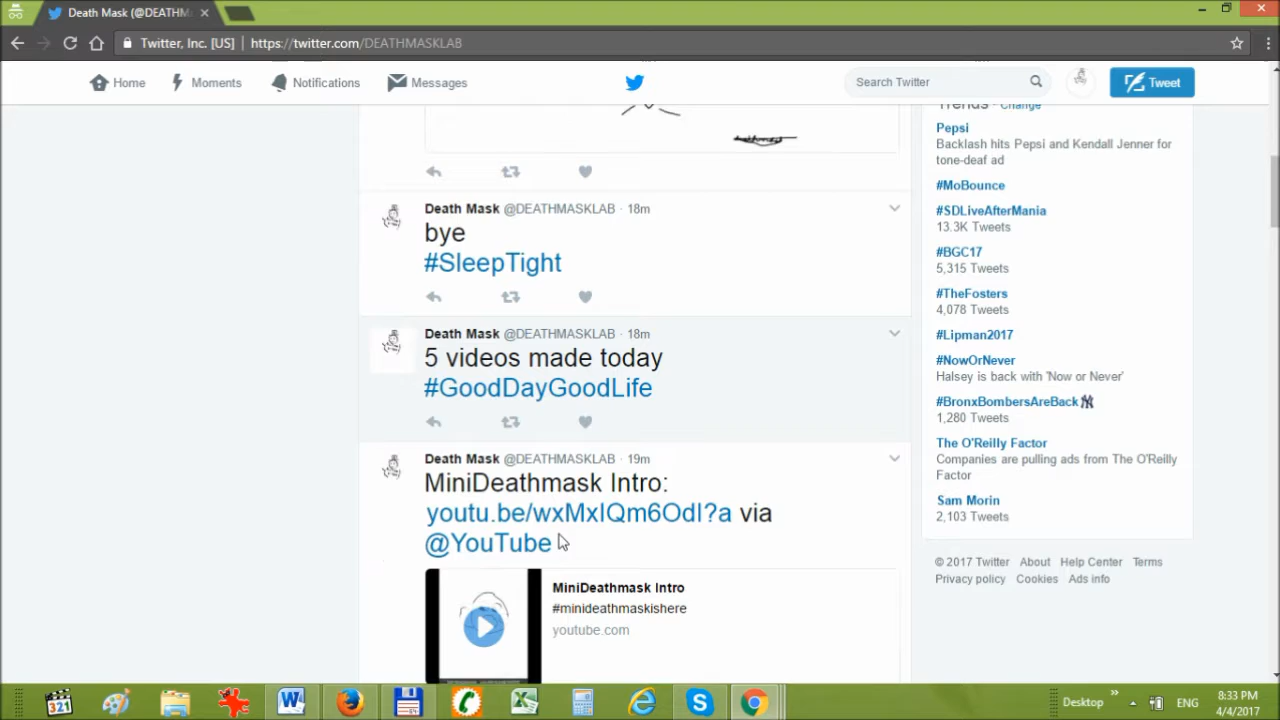 Death Mask (@DEATHMA
Twitter, Inc. [US] | https://twitter.com/DEATHMASKLAB
Home
Moments
Notifications
Messages
Search Twitter
Tweet
Death Mask @DEATHMASKLAB · 18m
bye
#SleepTight
Death Mask @DEATHMASKLAB · 18m
5 videos made today
#GoodDayGoodLife
Death Mask @DEATHMASKLAB · 19m
MiniDeathmask Intro:
youtu.be/wxMxIQm6OdI?a via
@YouTube
MiniDeathmask Intro
#minideathmaskishere
youtube.com
Trends · Change
Pepsi
Backlash hits Pepsi and Kendall Jenner for
tone-deaf ad
#MoBounce
#SDLiveAfterMania
13.3K Tweets
#BGC17
5,315 Tweets
#TheFosters
4,078 Tweets
#Lipman2017
#NowOrNever
Halsey is back with 'Now or Never'
#BronxBombersAreBack
1,280 Tweets
The O'Reilly Factor
Companies are pulling ads from The O'Reilly
Factor
Sam Morin
2,103 Tweets
© 2017 Twitter About Help Center Terms
Privacy policy Cookies Ads info
321
Desktop
ENG
8:33 PM
4/4/2017